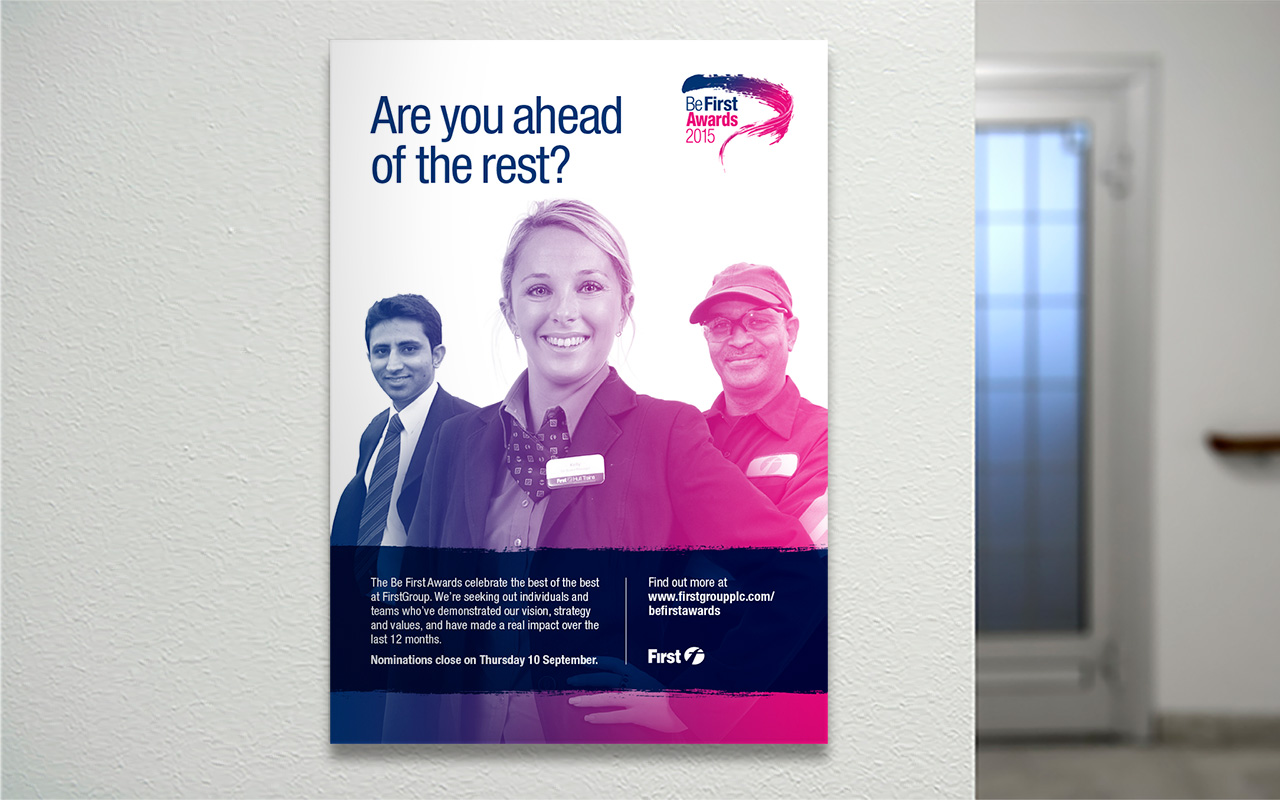 Are you ahead
of the rest?
Be First
Awards
2015
First Hull Trains
The Be First Awards celebrate the best of the best
at FirstGroup. We're seeking out individuals and
teams who've demonstrated our vision, strategy
and values, and have made a real impact over the
last 12 months.
Nominations close on Thursday 10 September.
Find out more at
www.firstgroupplc.com/
befirstawards
First